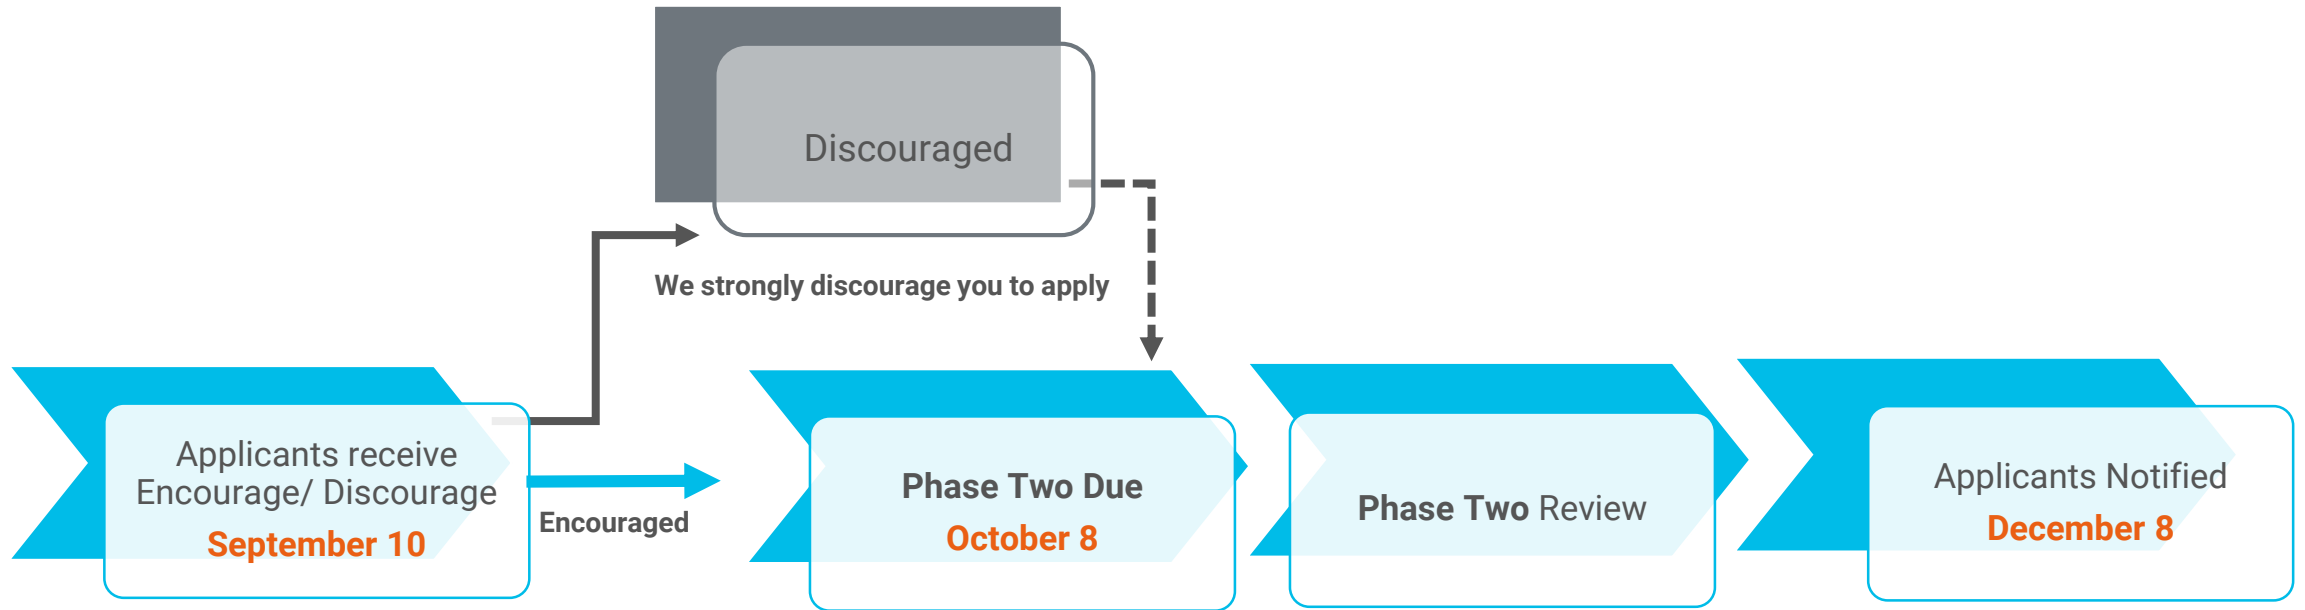 Discouraged
We strongly discourage you to apply
Applicants receive
Encourage/ Discourage
September 10
Encouraged
Phase Two Due
October 8
Phase Two Review
Applicants Notified
December 8